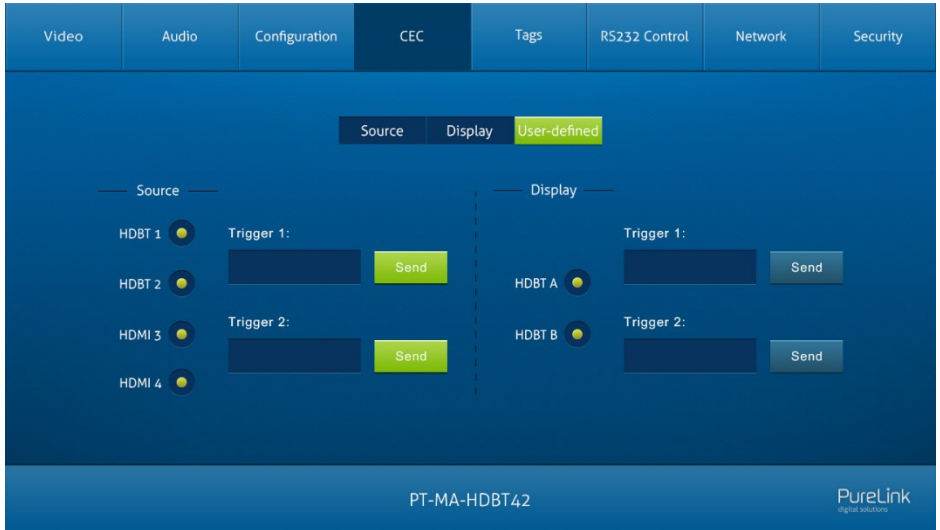 Video Audio Configuration CEC Tags RS232 Control Network Security
Source Display User-defined
Source
HDBT 1
HDBT 2
HDMI 3
HDMI 4
Trigger 1:
Send
Trigger 2:
Send
Display
HDBT A
HDBT B
Trigger 1:
Send
Trigger 2:
Send
PT-MA-HDBT42
PureLink
digital solutions